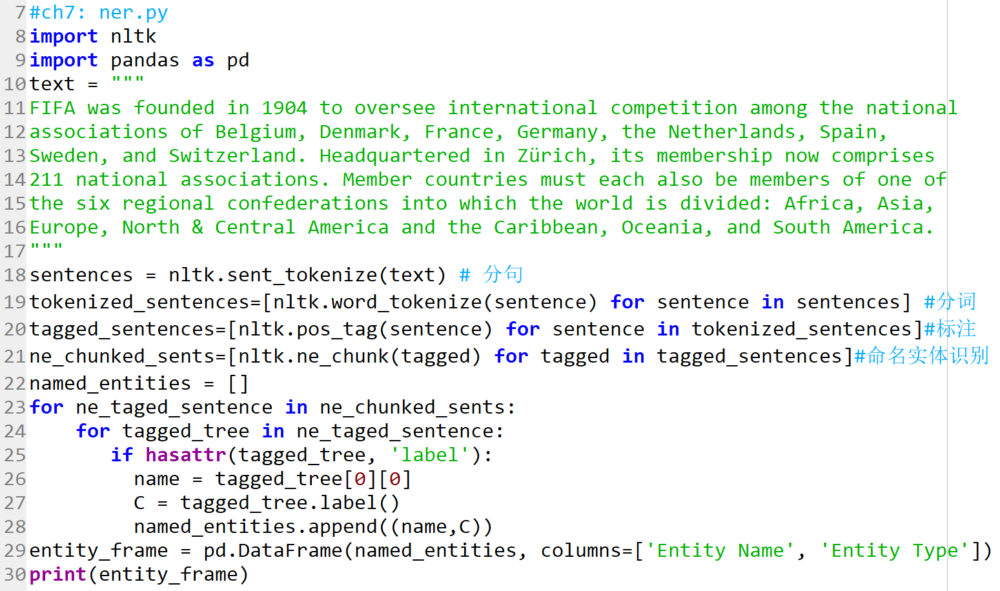 7 #ch7: ner.py
8 import nltk
9 import pandas as pd
10 text = """
11 FIFA was founded in 1904 to oversee international competition among the national
12 associations of Belgium, Denmark, France, Germany, the Netherlands, Spain,
13 Sweden, and Switzerland. Headquartered in Zürich, its membership now comprises
14 211 national associations. Member countries must each also be members of one of
15 the six regional confederations into which the world is divided: Africa, Asia,
16 Europe, North & Central America and the Caribbean, Oceania, and South America.
17 """
18 sentences = nltk.sent_tokenize(text) # 分句
19 tokenized_sentences=[nltk.word_tokenize(sentence) for sentence in sentences] #分词
20 tagged_sentences=[nltk.pos_tag(sentence) for sentence in tokenized_sentences]#标注
21 ne_chunked_sents=[nltk.ne_chunk(tagged) for tagged in tagged_sentences]#命名实体识别
22 named_entities = []
23 for ne_taged_sentence in ne_chunked_sents:
24     for tagged_tree in ne_taged_sentence:
25        if hasattr(tagged_tree, 'label'):
26          name = tagged_tree[0][0]
27          C = tagged_tree.label()
28          named_entities.append((name,C))
29 entity_frame = pd.DataFrame(named_entities, columns=['Entity Name', 'Entity Type'])
30 print(entity_frame)